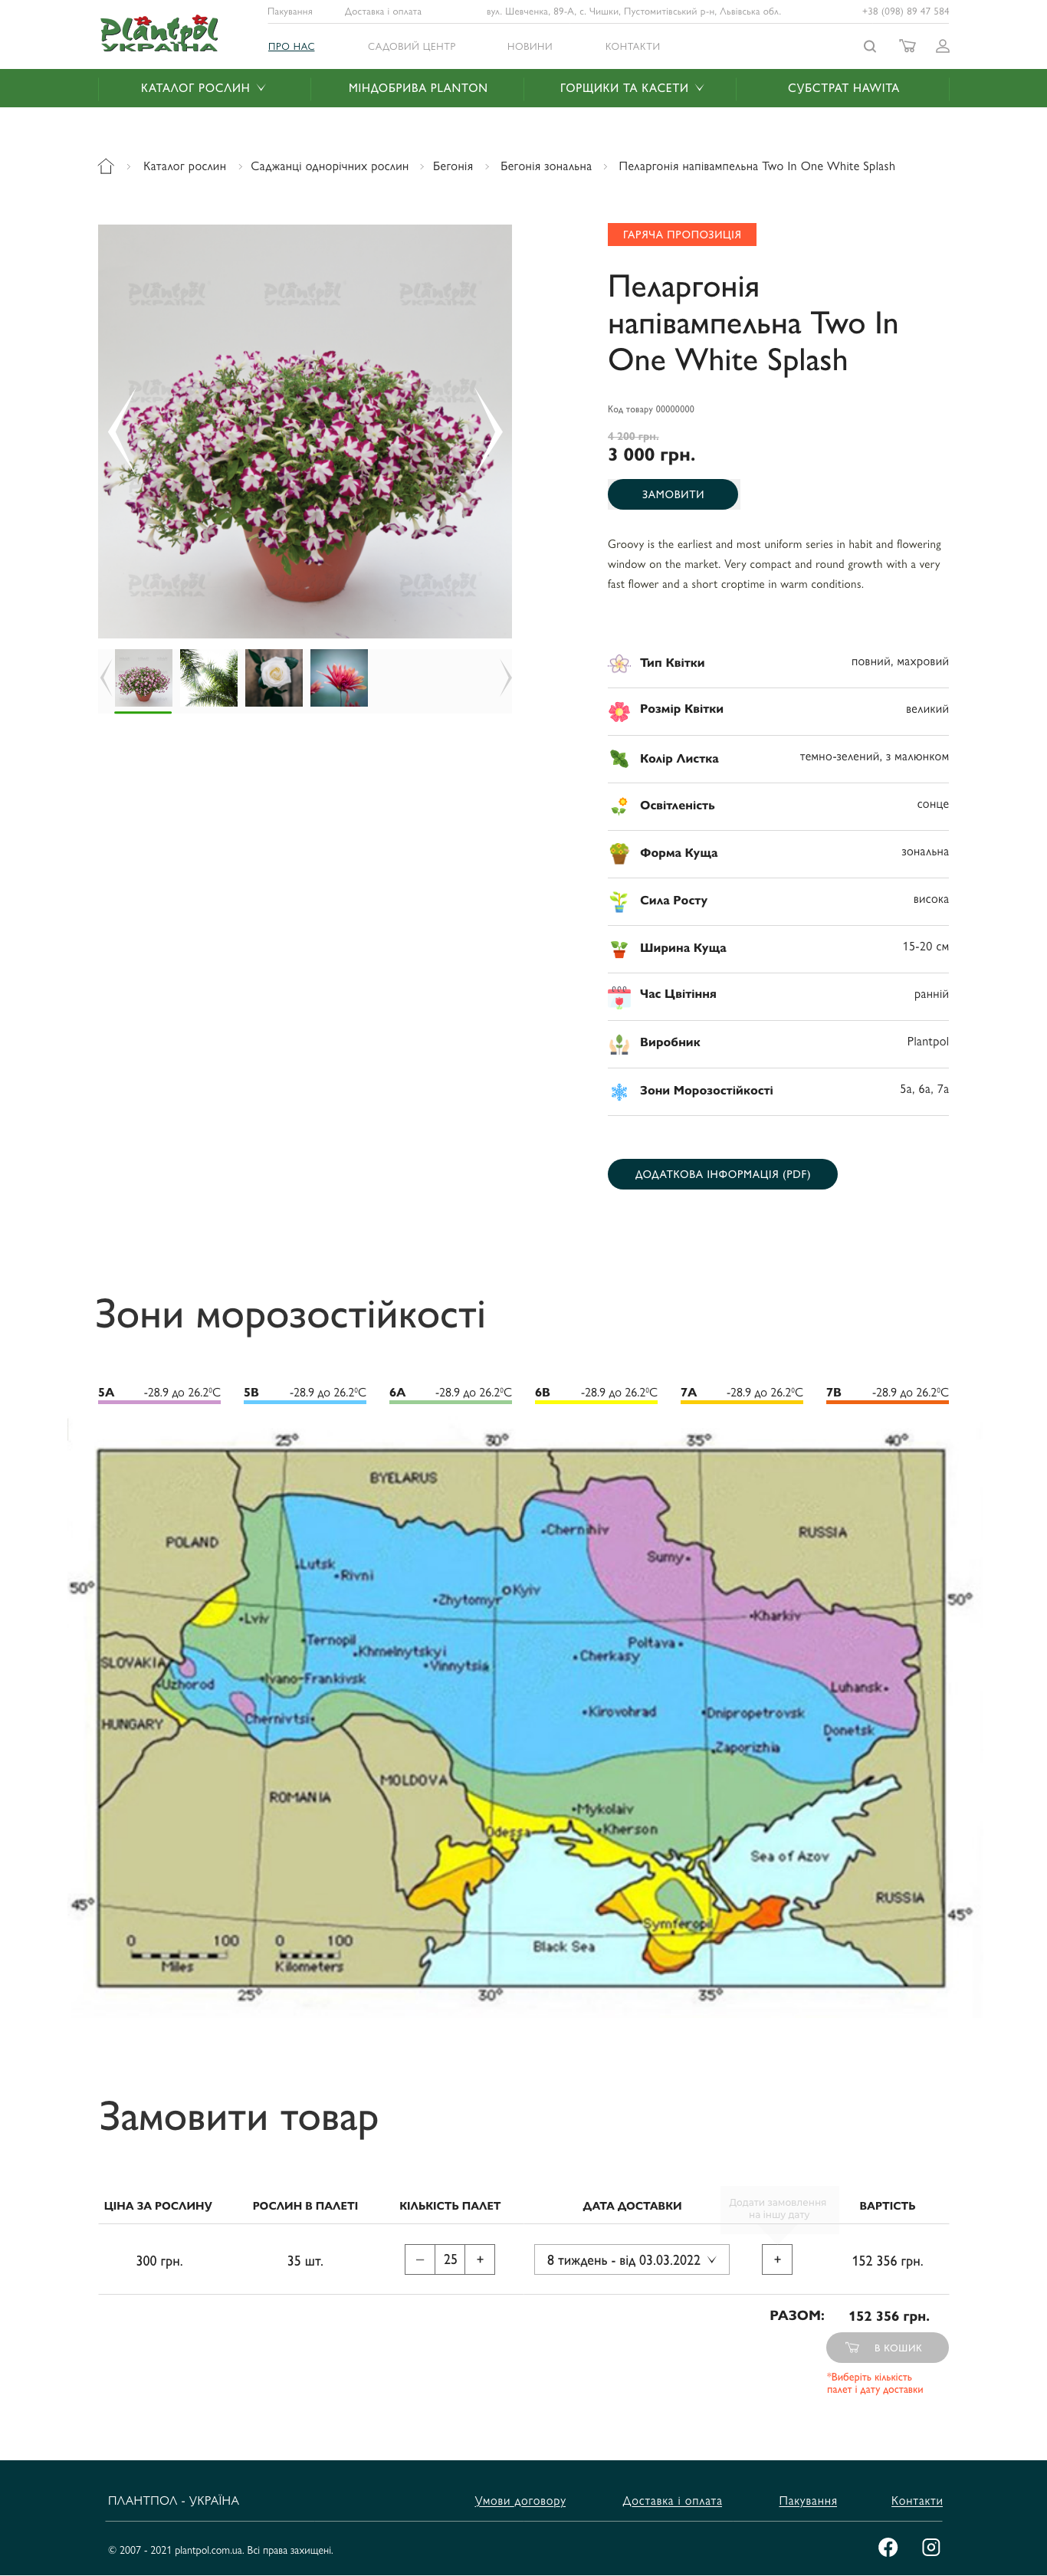 Plantpol
УКРАЇНА
Пакування Доставка і оплата вул. Шевченка, 89-А, с. Чишки, Пустомитівський р-н, Львівська обл. +38 (098) 89 47 584
ПРО НАС САДОВИЙ ЦЕНТР НОВИНИ КОНТАКТИ
КАТАЛОГ РОСЛИН МІНДОБРИВА PLANTON ГОРЩИКИ ТА КАСЕТИ СУБСТРАТ HAWITA
Каталог рослин Саджанці однорічних рослин Бегонія Бегонія зональна Пеларгонія напівампельна Two In One White Splash
ГАРЯЧА ПРОПОЗИЦІЯ
Пеларгонія
напівампельна Two In
One White Splash
Код товару 00000000
4 200 грн.
3 000 грн.
ЗАМОВИТИ
Groovy is the earliest and most uniform series in habit and flowering
window on the market. Very compact and round growth with a very
fast flower and a short croptime in warm conditions.
Тип Квітки повний, махровий
Розмір Квітки великий
Колір Листка темно-зелений, з малюнком
Освітленість сонце
Форма Куща зональна
Сила Росту висока
Ширина Куща 15-20 см
Час Цвітіння ранній
Виробник Plantpol
Зони Морозостійкості 5а, 6а, 7а
ДОДАТКОВА ІНФОРМАЦІЯ (PDF)
Зони морозостійкості
5А -28.9 до 26.2⁰С 5В -28.9 до 26.2⁰С 6А -28.9 до 26.2⁰С 6В -28.9 до 26.2⁰С 7А -28.9 до 26.2⁰С 7В -28.9 до 26.2⁰С
25° 30° 35° 40°
BYELARUS
Chernihiv
RUSSIA
POLAND
Sumy
Lutsk
Rivni
50°
Kyiv
Zhytomyr
50°
Lviv
Kharkiv
Ternopil
Poltava
Khmelnytskyi
Cherkasy
SLOVAKIA
Vinnytsia
Ivano-Frankivsk
Uzhorod
Luhansk
Kirovohrad
Dnipropetrovsk
Chernivtsi
HUNGARY
Donetsk
Zaporizhia
MOLDOVA
ROMANIA
Mykolaiv
Kherson
Odessa
Sea of Azov
RUSSIA
45°
45°
Symferopil
0 100 0 100
Black Sea
Miles Kilometers
25° 30° 35°
Замовити товар
Додати замовлення
на іншу дату
ЦІНА ЗА РОСЛИНУ РОСЛИН В ПАЛЕТІ КІЛЬКІСТЬ ПАЛЕТ ДАТА ДОСТАВКИ ВАРТІСТЬ
300 грн. 35 шт. – 25 + 8 тиждень - від 03.03.2022 + 152 356 грн.
РАЗОМ: 152 356 грн.
В КОШИК
*Виберіть кількість
палет і дату доставки
ПЛАНТПОЛ - УКРАЇНА Умови договору Доставка і оплата Пакування Контакти
© 2007 - 2021 plantpol.com.ua. Всі права захищені.